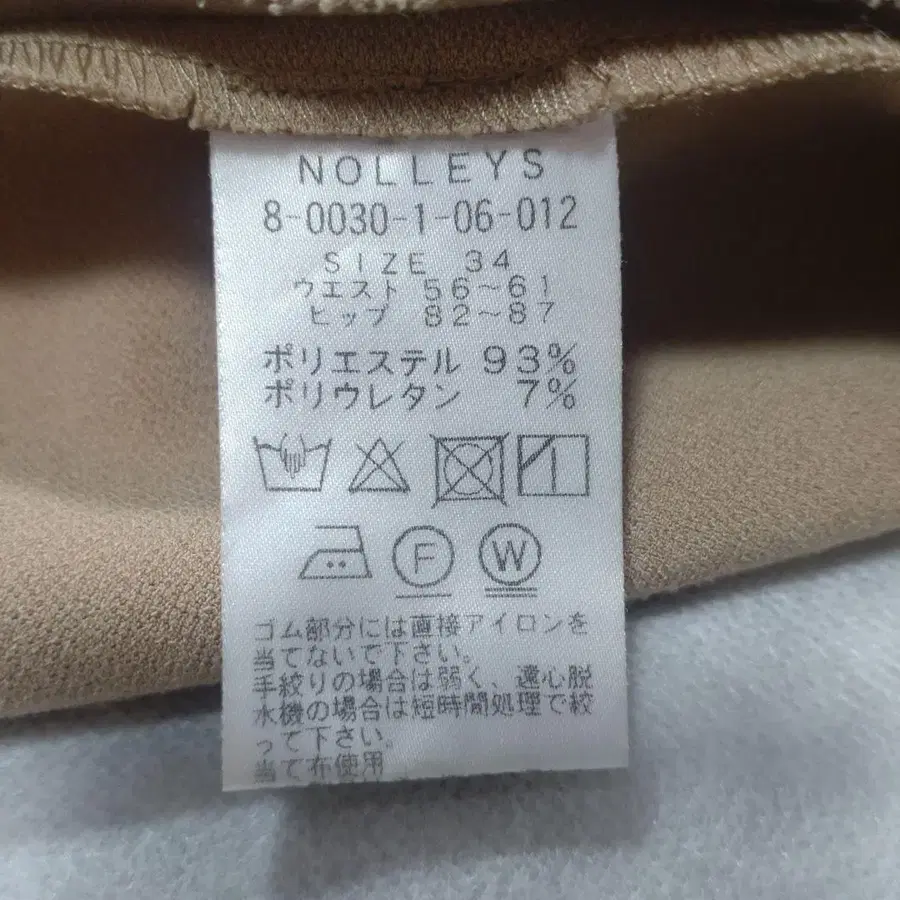 NOLLEYS
8-0030-1-06-012
SIZE 34
ウエスト 56〜61
ヒップ 82〜87
ポリエステル 93%
ポリウレタン 7%
F W
ゴム部分には直接アイロンを
当てないで下さい。
手絞りの場合は弱く、遠心脱
水機の場合は短時間処理で絞
って下さい。
当て布使用